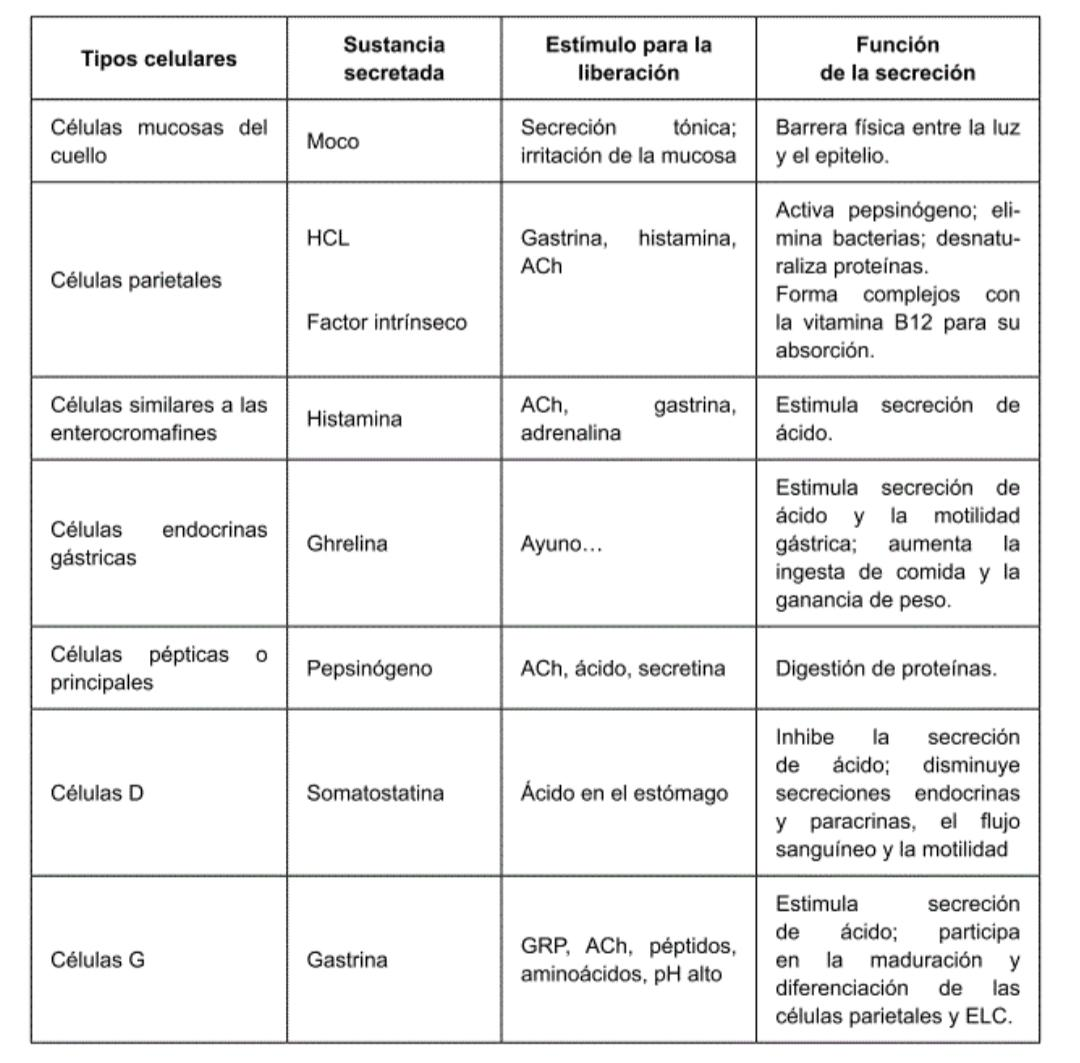 Tipos celulares
Sustancia
secretada
Estímulo para la
liberación
Función
de la secreción
Células mucosas del
cuello
Moco
Secreción tónica;
irritación de la mucosa
Barrera física entre la luz
y el epitelio.
Células parietales
HCL
Factor intrínseco
Gastrina, histamina,
ACh
Activa pepsinógeno; eli-
mina bacterias; desnatu-
raliza proteínas.
Forma complejos con
la vitamina B12 para su
absorción.
Células similares a las
enterocromafines
Histamina
ACh, gastrina,
adrenalina
Estimula secreción de
ácido.
Células endocrinas
gástricas
Ghrelina
Ayuno...
Estimula secreción de
ácido y la motilidad
gástrica; aumenta la
ingesta de comida y la
ganancia de peso.
Células pépticas o
principales
Pepsinógeno
ACh, ácido, secretina
Digestión de proteínas.
Células D
Somatostatina
Ácido en el estómago
Inhibe la secreción
de ácido; disminuye
secreciones endocrinas
y paracrinas, el flujo
sanguíneo y la motilidad
Células G
Gastrina
GRP, ACh, péptidos,
aminoácidos, pH alto
Estimula secreción
de ácido; participa
en la maduración y
diferenciación de las
células parietales y ELC.